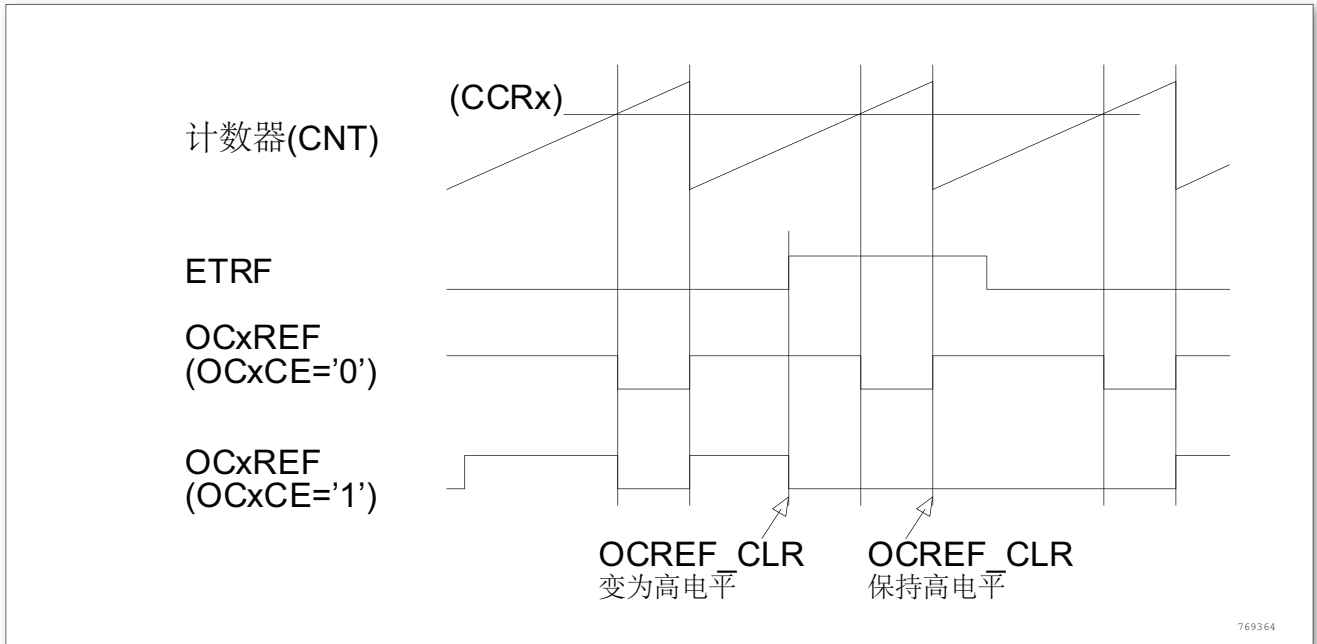 (CCRx)
计数器(CNT)
ETRF
OCxREF
(OCxCE=’0’)
OCxREF
(OCxCE=’1’)
OCREF_CLR
变为高电平
OCREF_CLR
保持高电平
769364